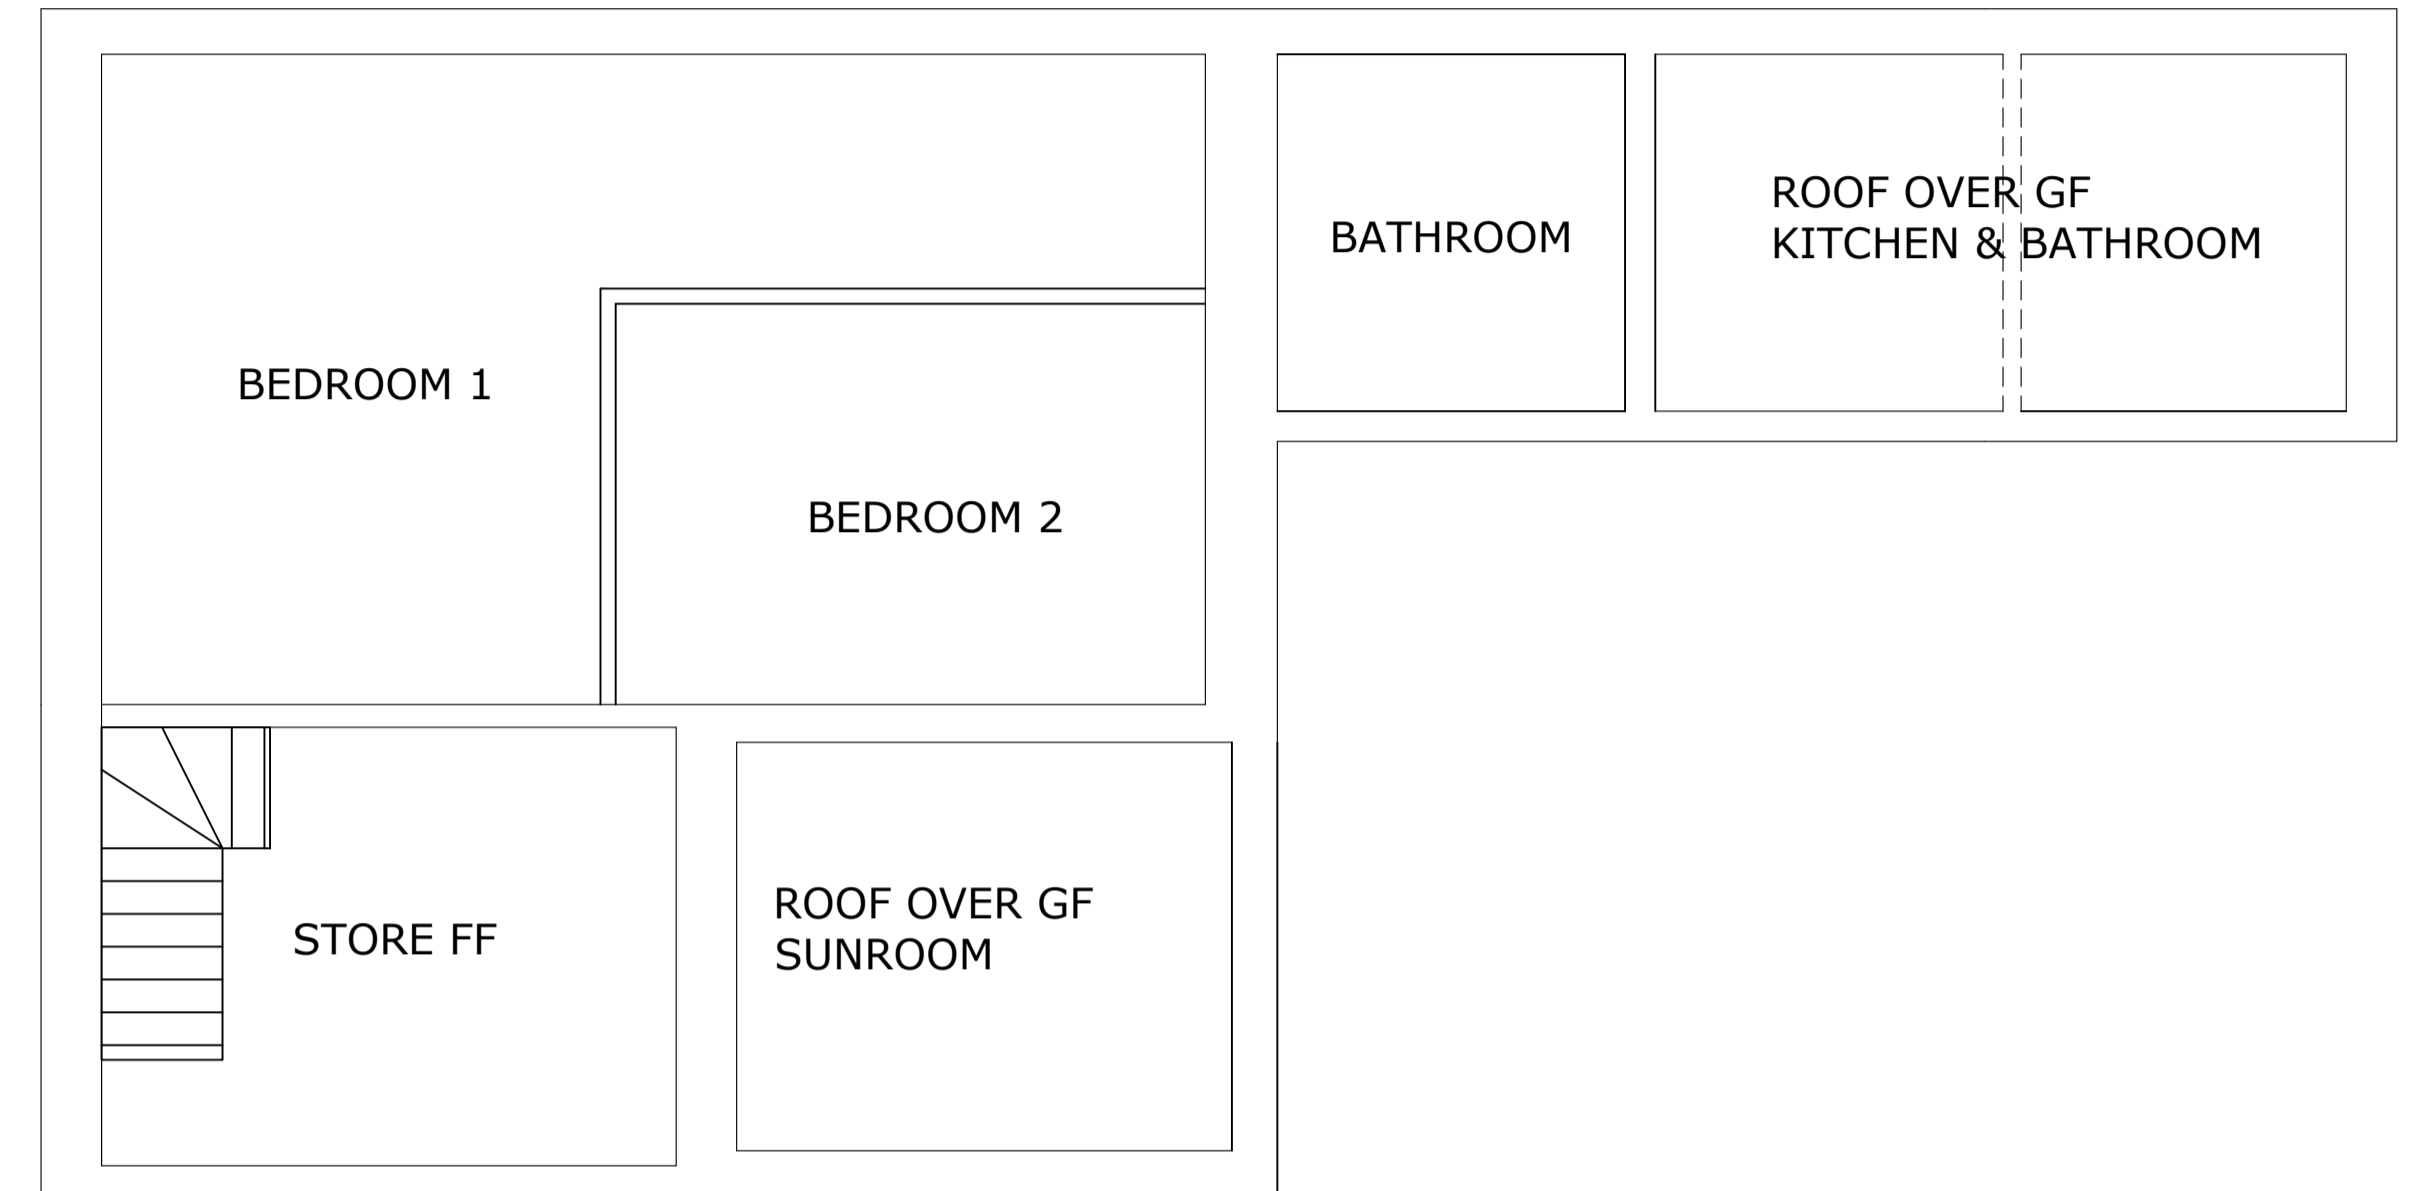 ROOF OVER GF
KITCHEN & BATHROOM
BATHROOM
BEDROOM 1
BEDROOM 2
STORE FF
ROOF OVER GF
SUNROOM